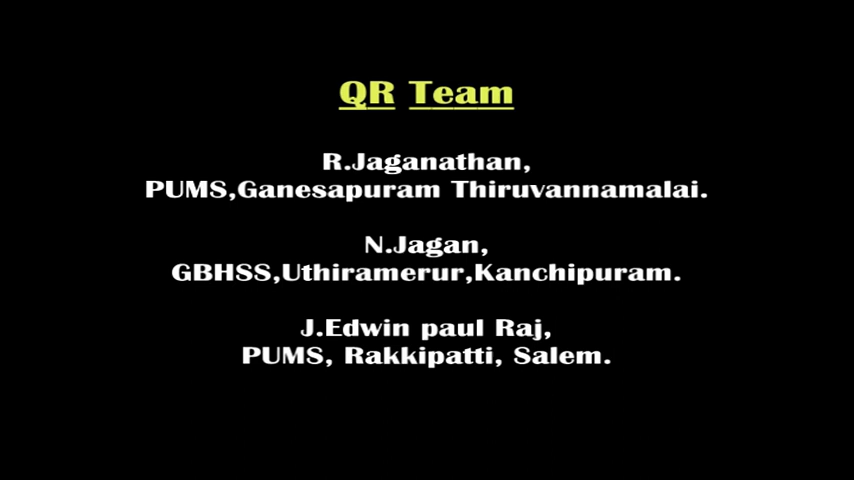 QR Team
R.Jaganathan,
PUMS,Ganesapuram Thiruvannamalai.
N.Jagan,
GBHSS,Uthiramerur,Kanchipuram.
J.Edwin paul Raj,
PUMS, Rakkipatti, Salem.